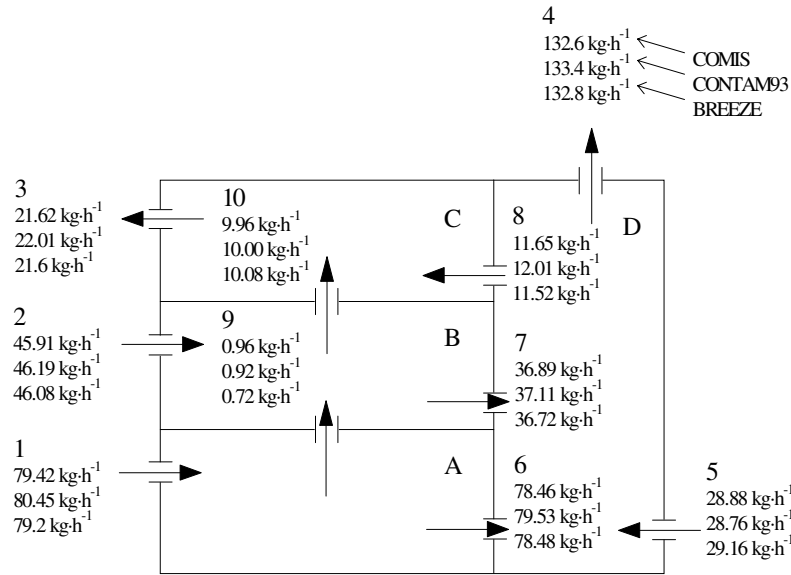 4
132.6 kg·h⁻¹
133.4 kg·h⁻¹
132.8 kg·h⁻¹
COMIS
CONTAM93
BREEZE
3
21.62 kg·h⁻¹
22.01 kg·h⁻¹
21.6 kg·h⁻¹
10
9.96 kg·h⁻¹
10.00 kg·h⁻¹
10.08 kg·h⁻¹
C
8
11.65 kg·h⁻¹
12.01 kg·h⁻¹
11.52 kg·h⁻¹
D
2
45.91 kg·h⁻¹
46.19 kg·h⁻¹
46.08 kg·h⁻¹
9
0.96 kg·h⁻¹
0.92 kg·h⁻¹
0.72 kg·h⁻¹
B
7
36.89 kg·h⁻¹
37.11 kg·h⁻¹
36.72 kg·h⁻¹
1
79.42 kg·h⁻¹
80.45 kg·h⁻¹
79.2 kg·h⁻¹
A
6
78.46 kg·h⁻¹
79.53 kg·h⁻¹
78.48 kg·h⁻¹
5
28.88 kg·h⁻¹
28.76 kg·h⁻¹
29.16 kg·h⁻¹